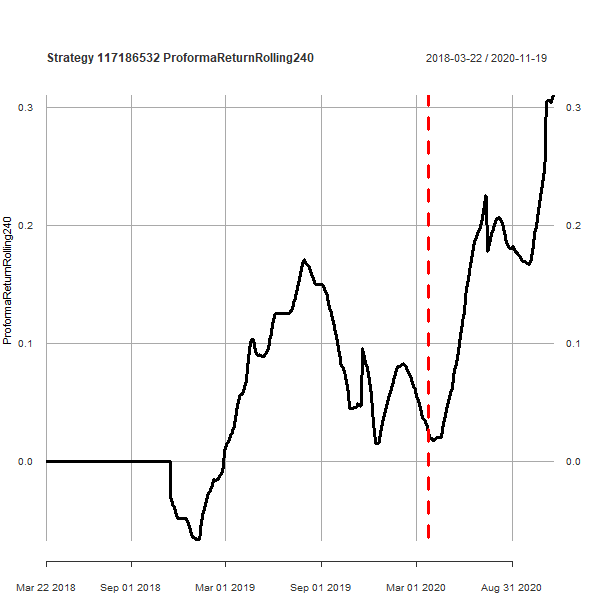 Strategy 117186532 ProformaReturnRolling240
2018-03-22 / 2020-11-19
ProformaReturnRolling240
0.3
0.3
0.2
0.2
0.1
0.1
0.0
0.0
Mar 22 2018
Sep 01 2018
Mar 01 2019
Sep 01 2019
Mar 01 2020
Aug 31 2020